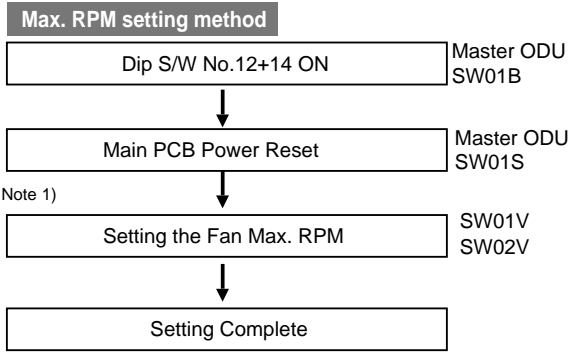 Max. RPM setting method
Dip S/W No.12+14 ON
Master ODU
SW01B
Main PCB Power Reset
Master ODU
SW01S
Note 1)
Setting the Fan Max. RPM
SW01V
SW02V
Setting Complete